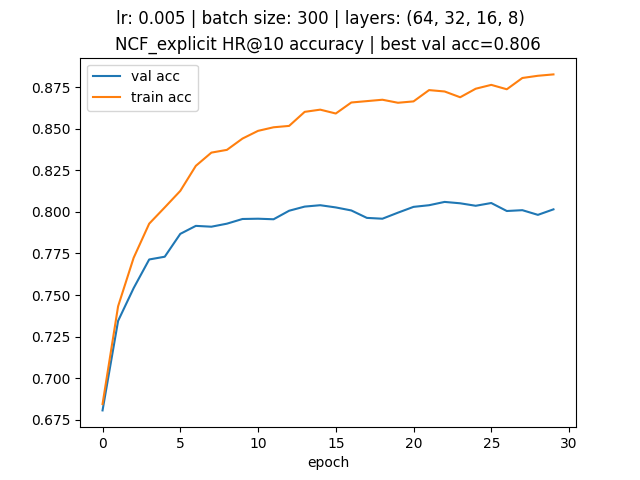 lr: 0.005 | batch size: 300 | layers: (64, 32, 16, 8)
NCF_explicit HR@10 accuracy | best val acc=0.806
val acc
train acc
0.875
0.850
0.825
0.800
0.775
0.750
0.725
0.700
0.675
0 5 10 15 20 25 30
epoch